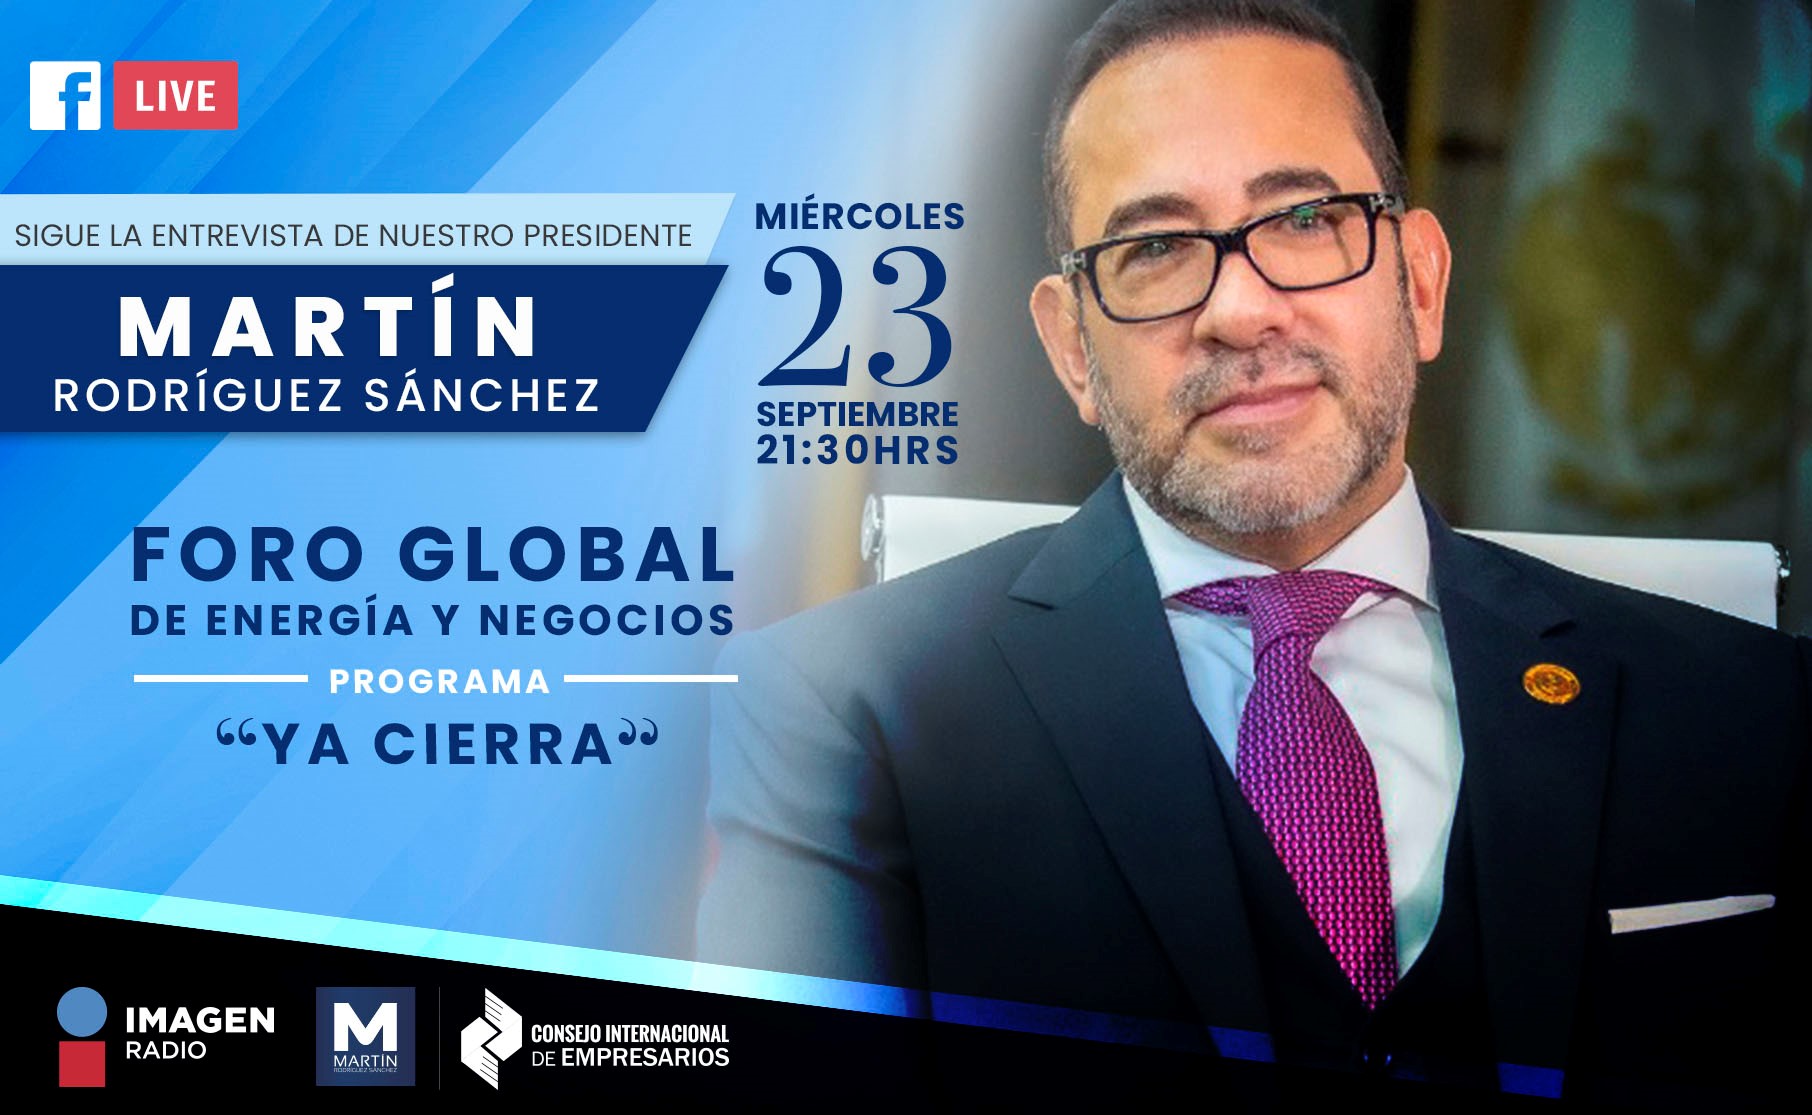 f LIVE
SIGUE LA ENTREVISTA DE NUESTRO PRESIDENTE
MARTÍN
RODRÍGUEZ SÁNCHEZ
MIÉRCOLES
23
SEPTIEMBRE
21:30HRS
FORO GLOBAL
DE ENERGÍA Y NEGOCIOS
PROGRAMA
“YA CIERRA”
IMAGEN
RADIO
M
MARTÍN
RODRÍGUEZ SÁNCHEZ
CONSEJO INTERNACIONAL
DE EMPRESARIOS